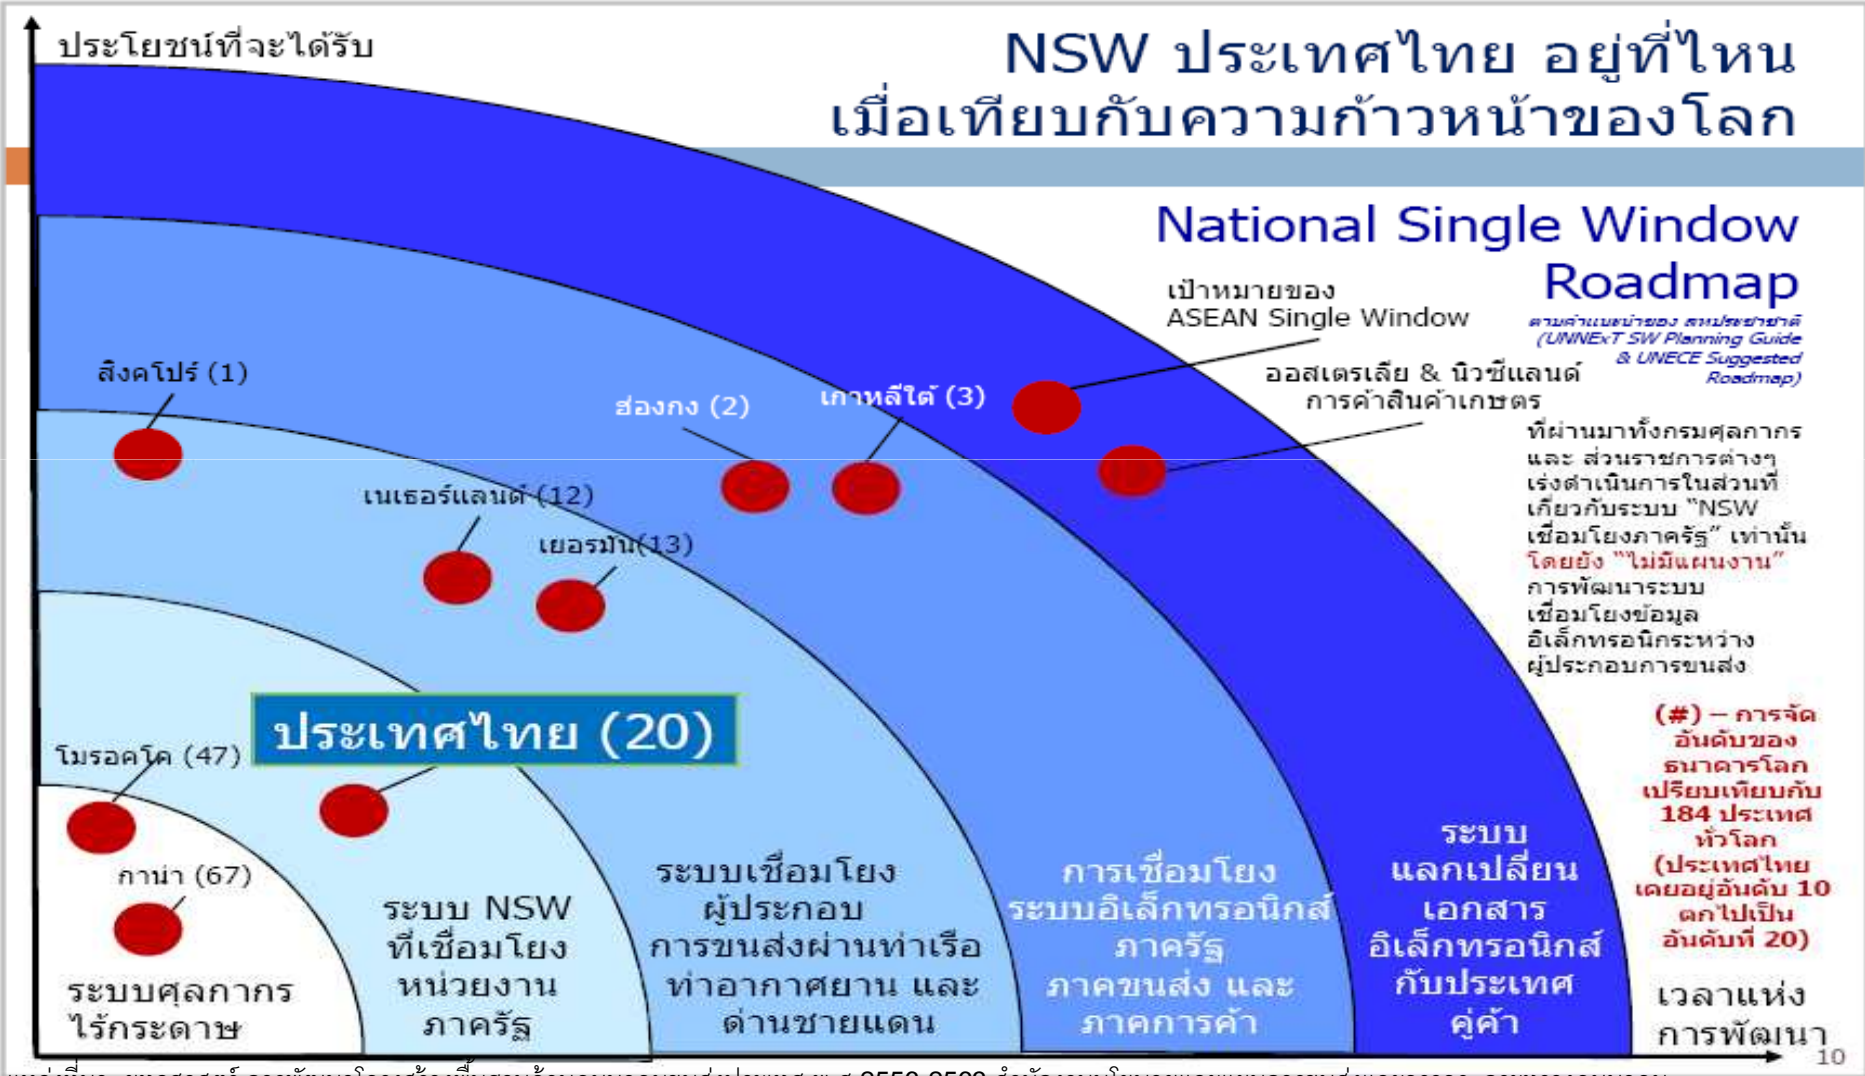 ประโยชน์ที่จะได้รับ
NSW ประเทศไทย อยู่ที่ไหน
เมื่อเทียบกับความก้าวหน้าของโลก
National Single Window
Roadmap
ตามคำแนะนำของ สหประชาชาติ
(UNNExT SW Planning Guide
& UNECE Suggested
Roadmap)
เป้าหมายของ
ASEAN Single Window
ออสเตรเลีย & นิวซีแลนด์
การค้าสินค้าเกษตร
สิงคโปร์ (1)
ฮ่องกง (2)
เกาหลีใต้ (3)
เนเธอร์แลนด์ (12)
เยอรมัน(13)
ประเทศไทย (20)
โมรอคโค (47)
กาน่า (67)
ที่ผ่านมาทั้งกรมศุลกากร
และ ส่วนราชการต่างๆ
เร่งดำเนินการในส่วนที่
เกี่ยวกับระบบ “NSW
เชื่อมโยงภาครัฐ” เท่านั้น
โดยยัง “ไม่มีแผนงาน”
การพัฒนาระบบ
เชื่อมโยงข้อมูล
อิเล็กทรอนิกระหว่าง
ผู้ประกอบการขนส่ง
(#) – การจัด
อันดับของ
ธนาคารโลก
เปรียบเทียบกับ
184 ประเทศ
ทั่วโลก
(ประเทศไทย
เคยอยู่อันดับ 10
ตกไปเป็น
อันดับที่ 20)
ระบบศุลกากร
ไร้กระดาษ
ระบบ NSW
ที่เชื่อมโยง
หน่วยงาน
ภาครัฐ
ระบบเชื่อมโยง
ผู้ประกอบ
การขนส่งผ่านท่าเรือ
ท่าอากาศยาน และ
ด่านชายแดน
การเชื่อมโยง
ระบบอิเล็กทรอนิกส์
ภาครัฐ
ภาคขนส่ง และ
ภาคการค้า
ระบบ
แลกเปลี่ยน
เอกสาร
อิเล็กทรอนิกส์
กับประเทศ
คู่ค้า
เวลาแห่ง
การพัฒนา
10